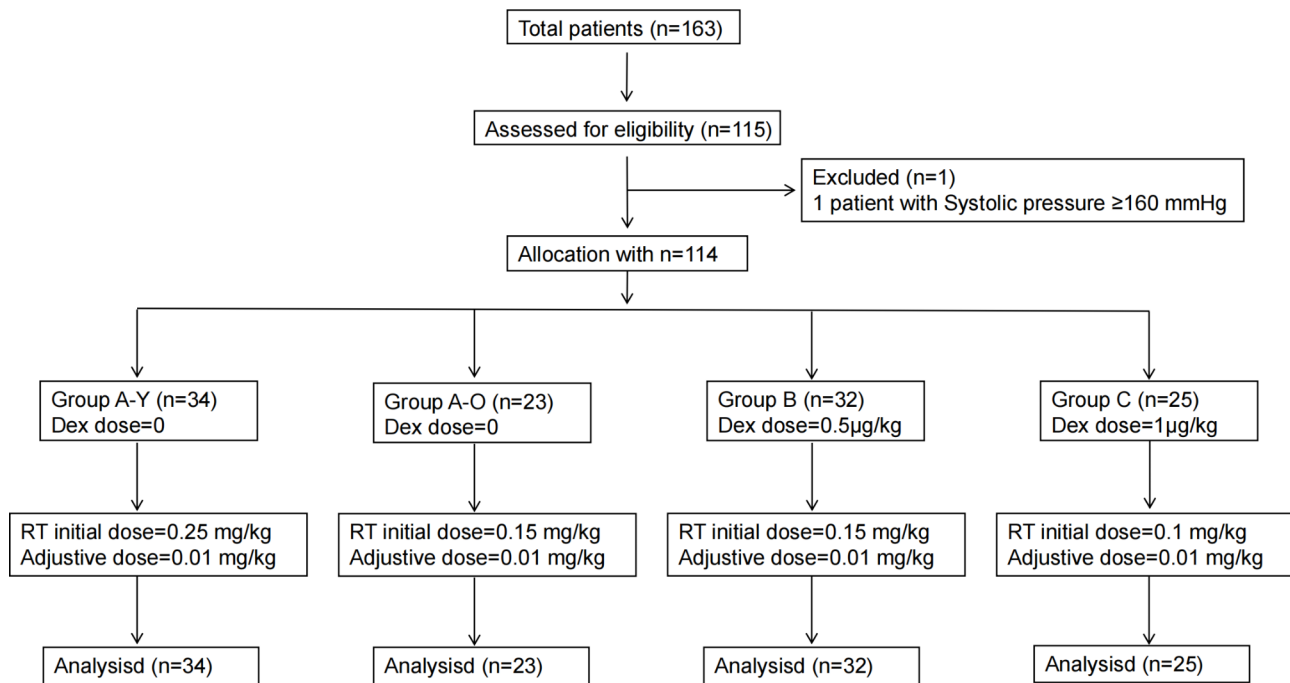 Total patients (n=163)
Assessed for eligibility (n=115)
Excluded (n=1)
1 patient with Systolic pressure ≥160 mmHg
Allocation with n=114
Group A-Y (n=34)
Dex dose=0
Group A-O (n=23)
Dex dose=0
Group B (n=32)
Dex dose=0.5μg/kg
Group C (n=25)
Dex dose=1μg/kg
RT initial dose=0.25 mg/kg
Adjustive dose=0.01 mg/kg
RT initial dose=0.15 mg/kg
Adjustive dose=0.01 mg/kg
RT initial dose=0.15 mg/kg
Adjustive dose=0.01 mg/kg
RT initial dose=0.1 mg/kg
Adjustive dose=0.01 mg/kg
Analysisd (n=34)
Analysisd (n=23)
Analysisd (n=32)
Analysisd (n=25)